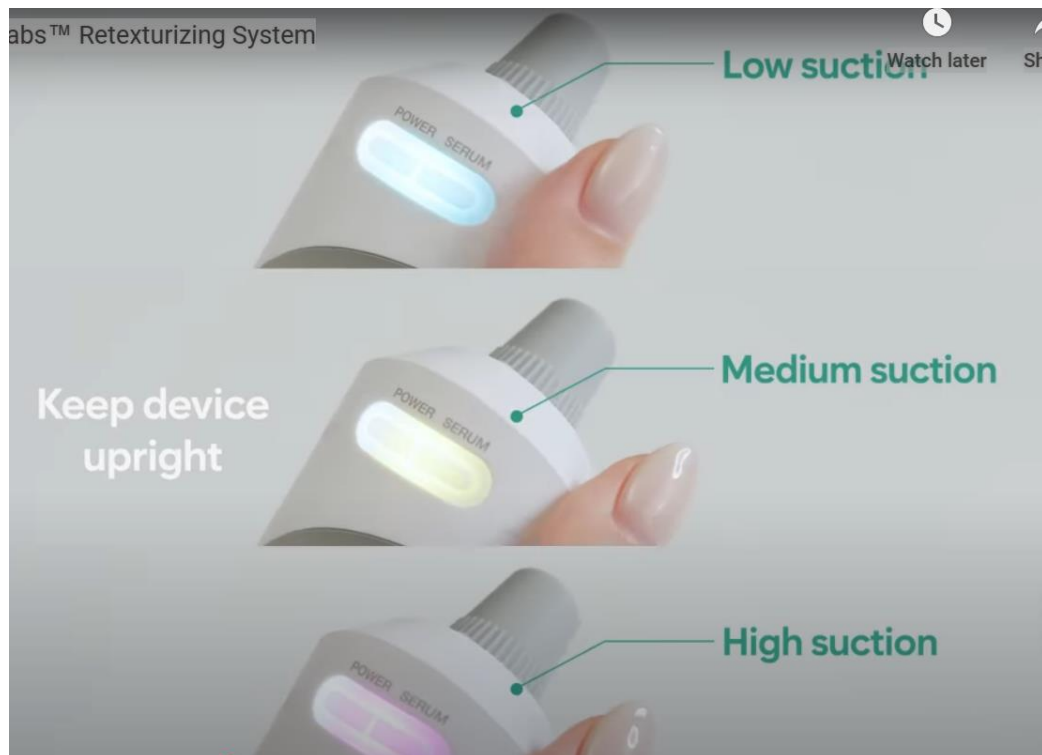 abs™ Retexturizing System
Watch later
Sh
Low suction
POWER SERUM
Medium suction
Keep device
upright
POWER SERUM
High suction
POWER SERUM